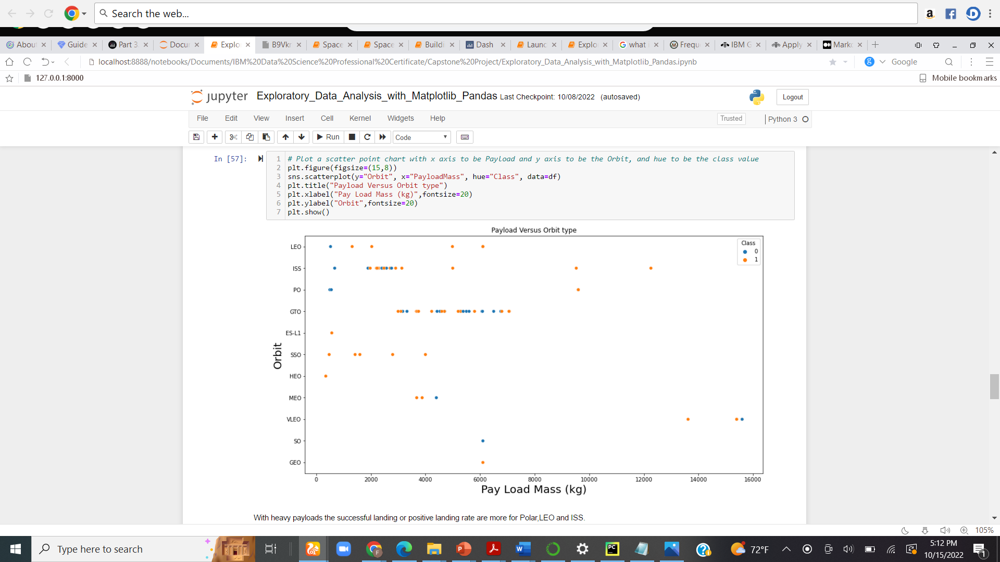 Search the web...
Abou
Guide
Part 3.
Docur
Explo
B9Vkr
Space
Space
Buildi
Dash
Launc
Explo
what
Frequ
IBM G
Apply
Mark
localhost:8888/notebooks/Documents/IBM%20Data%20Science%20Professional%20Certificate/Capstone%20Project/Exploratory_Data_Analysis_with_Matplotlib_Pandas.ipynb
Google
127.0.0.1:8000
Mobile bookmarks
jupyter Exploratory_Data_Analysis_with_Matplotlib_Pandas Last Checkpoint: 10/08/2022 (autosaved)
Logout
File Edit View Insert Cell Kernel Widgets Help
Trusted
Python 3
Run
Code
In [57]:
1 # Plot a scatter point chart with x axis to be Payload and y axis to be the Orbit, and hue to be the class value
2 plt.figure(figsize=(15,8))
3 sns.scatterplot(y="Orbit", x="PayloadMass", hue="Class", data=df)
4 plt.title("Payload Versus Orbit type")
5 plt.xlabel("Pay Load Mass (kg)",fontsize=20)
6 plt.ylabel("Orbit",fontsize=20)
7 plt.show()
Payload Versus Orbit type
Class
0
1
LEO
ISS
PO
GTO
ES-L1
SSO
HEO
MEO
VLEO
SO
GEO
Orbit
0 2000 4000 6000 8000 10000 12000 14000 16000
Pay Load Mass (kg)
With heavy payloads the successful landing or positive landing rate are more for Polar,LEO and ISS.
105%
Type here to search
72°F
5:12 PM
10/15/2022
1